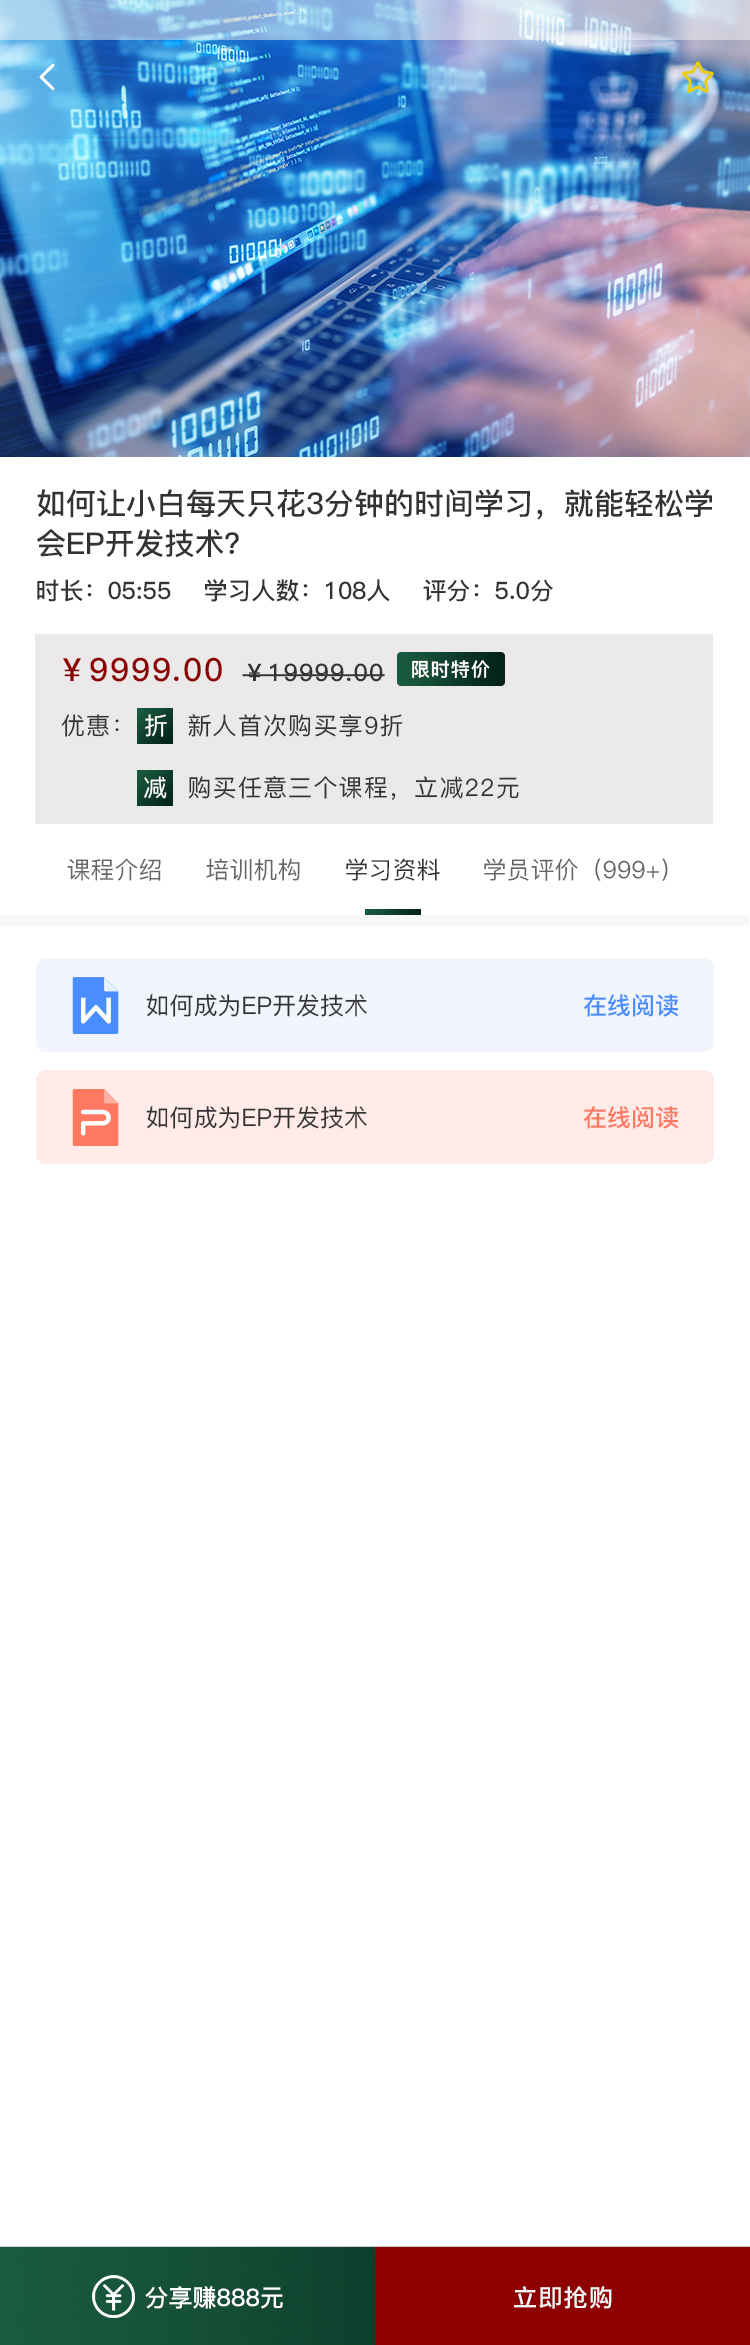 如何让小白每天只花3分钟的时间学习，就能轻松学
会EP开发技术？
时长：05:55 学习人数：108人 评分：5.0分
¥9999.00 ¥19999.00 限时特价
优惠： 折 新人首次购买享9折
减 购买任意三个课程，立减22元
课程介绍 培训机构 学习资料 学员评价（999+）
如何成为EP开发技术 在线阅读
如何成为EP开发技术 在线阅读
分享赚888元 立即抢购